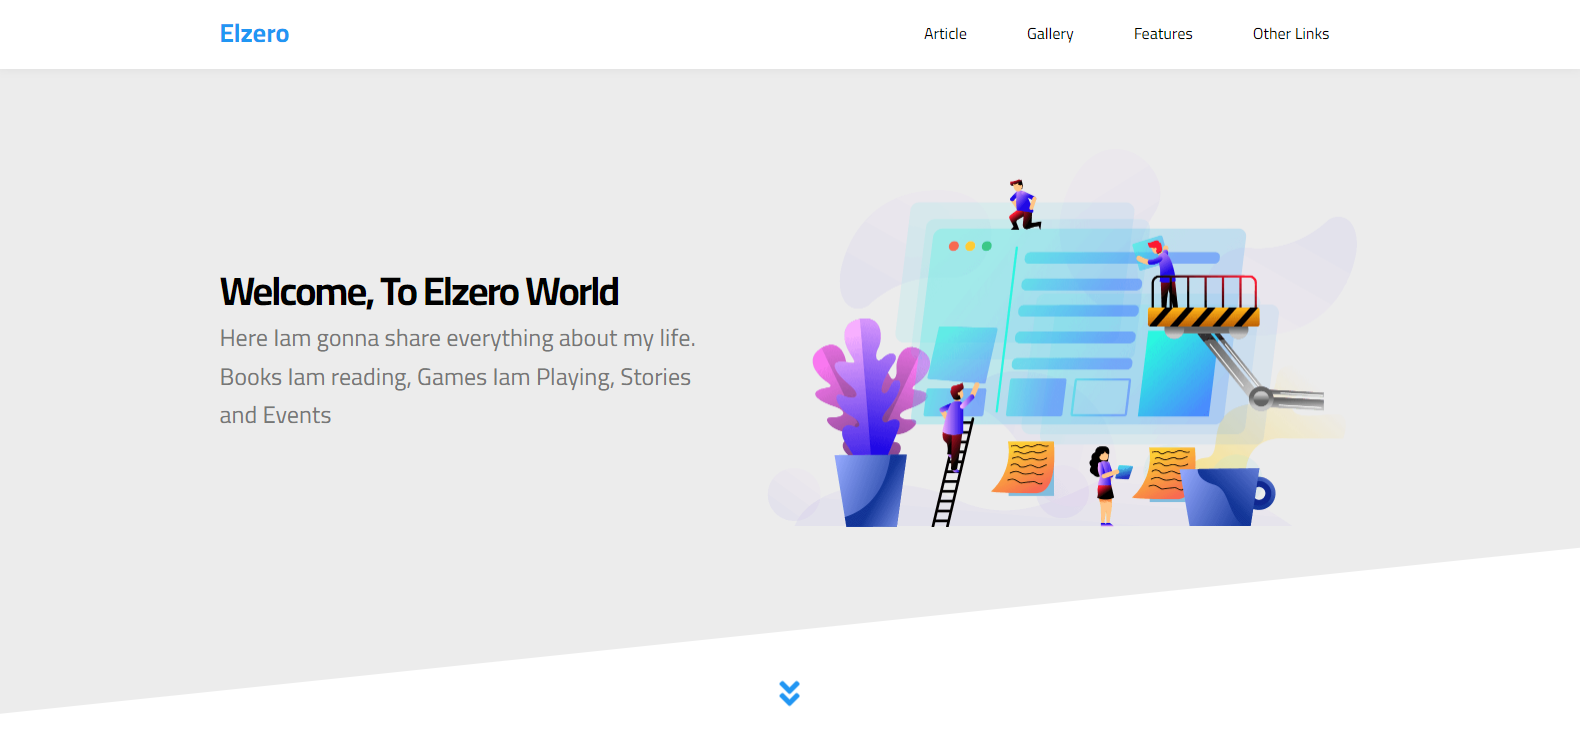 Elzero
Article
Gallery
Features
Other Links
Welcome, To Elzero World
Here Iam gonna share everything about my life.
Books Iam reading, Games Iam Playing, Stories
and Events